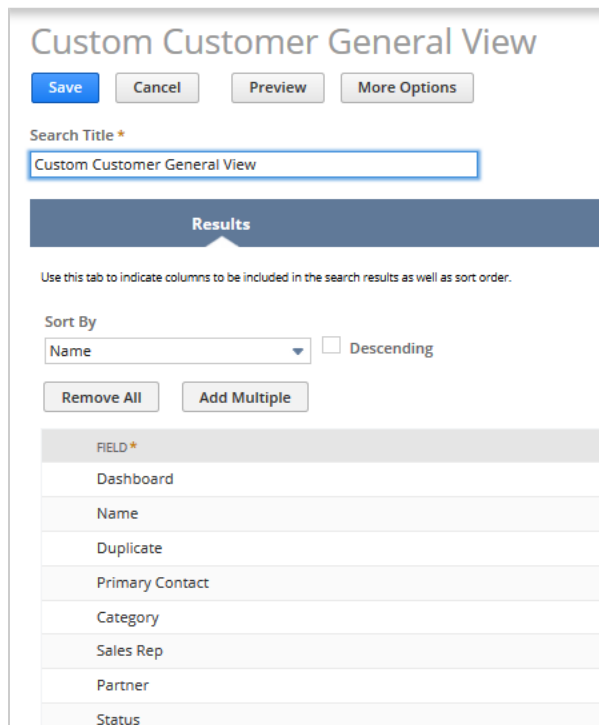 Custom Customer General View
Save Cancel Preview More Options
Search Title *
Custom Customer General View
Results
Use this tab to indicate columns to be included in the search results as well as sort order.
Sort By
Name Descending
Remove All Add Multiple
FIELD *
Dashboard
Name
Duplicate
Primary Contact
Category
Sales Rep
Partner
Status